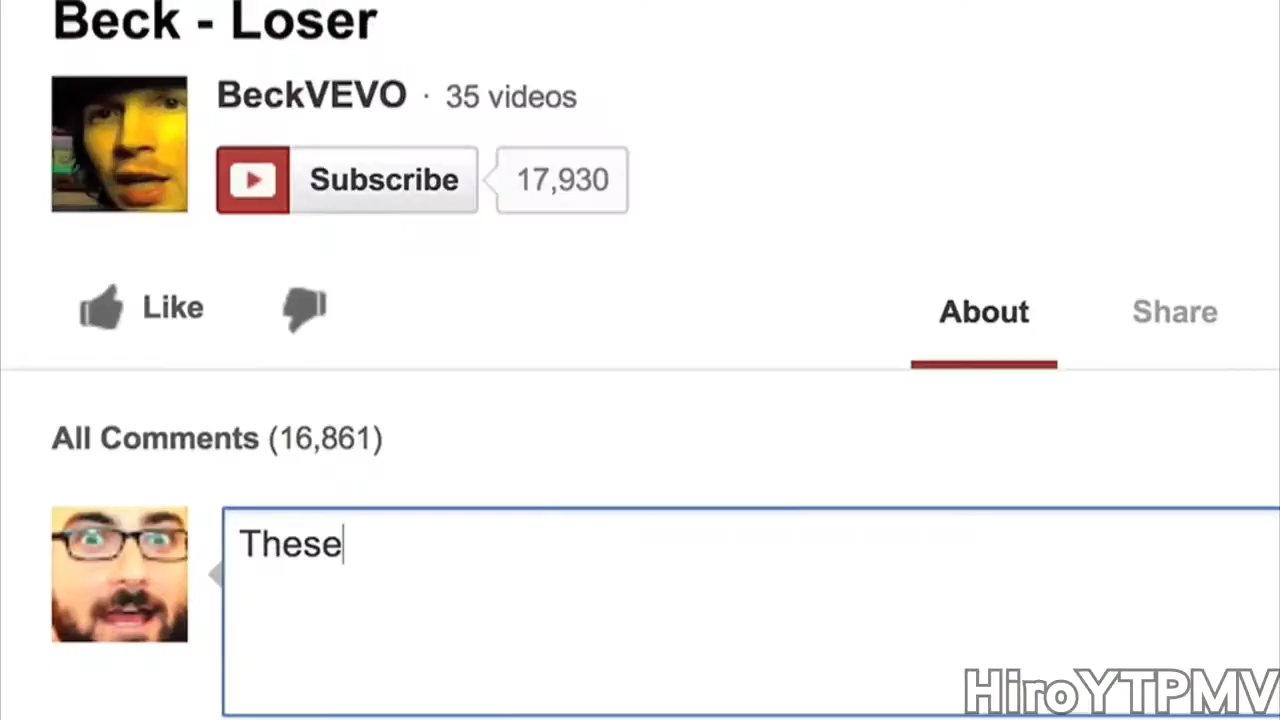 Beck - Loser
BeckVEVO · 35 videos
Subscribe 17,930
Like
About Share
All Comments (16,861)
These
HiroYTPMV